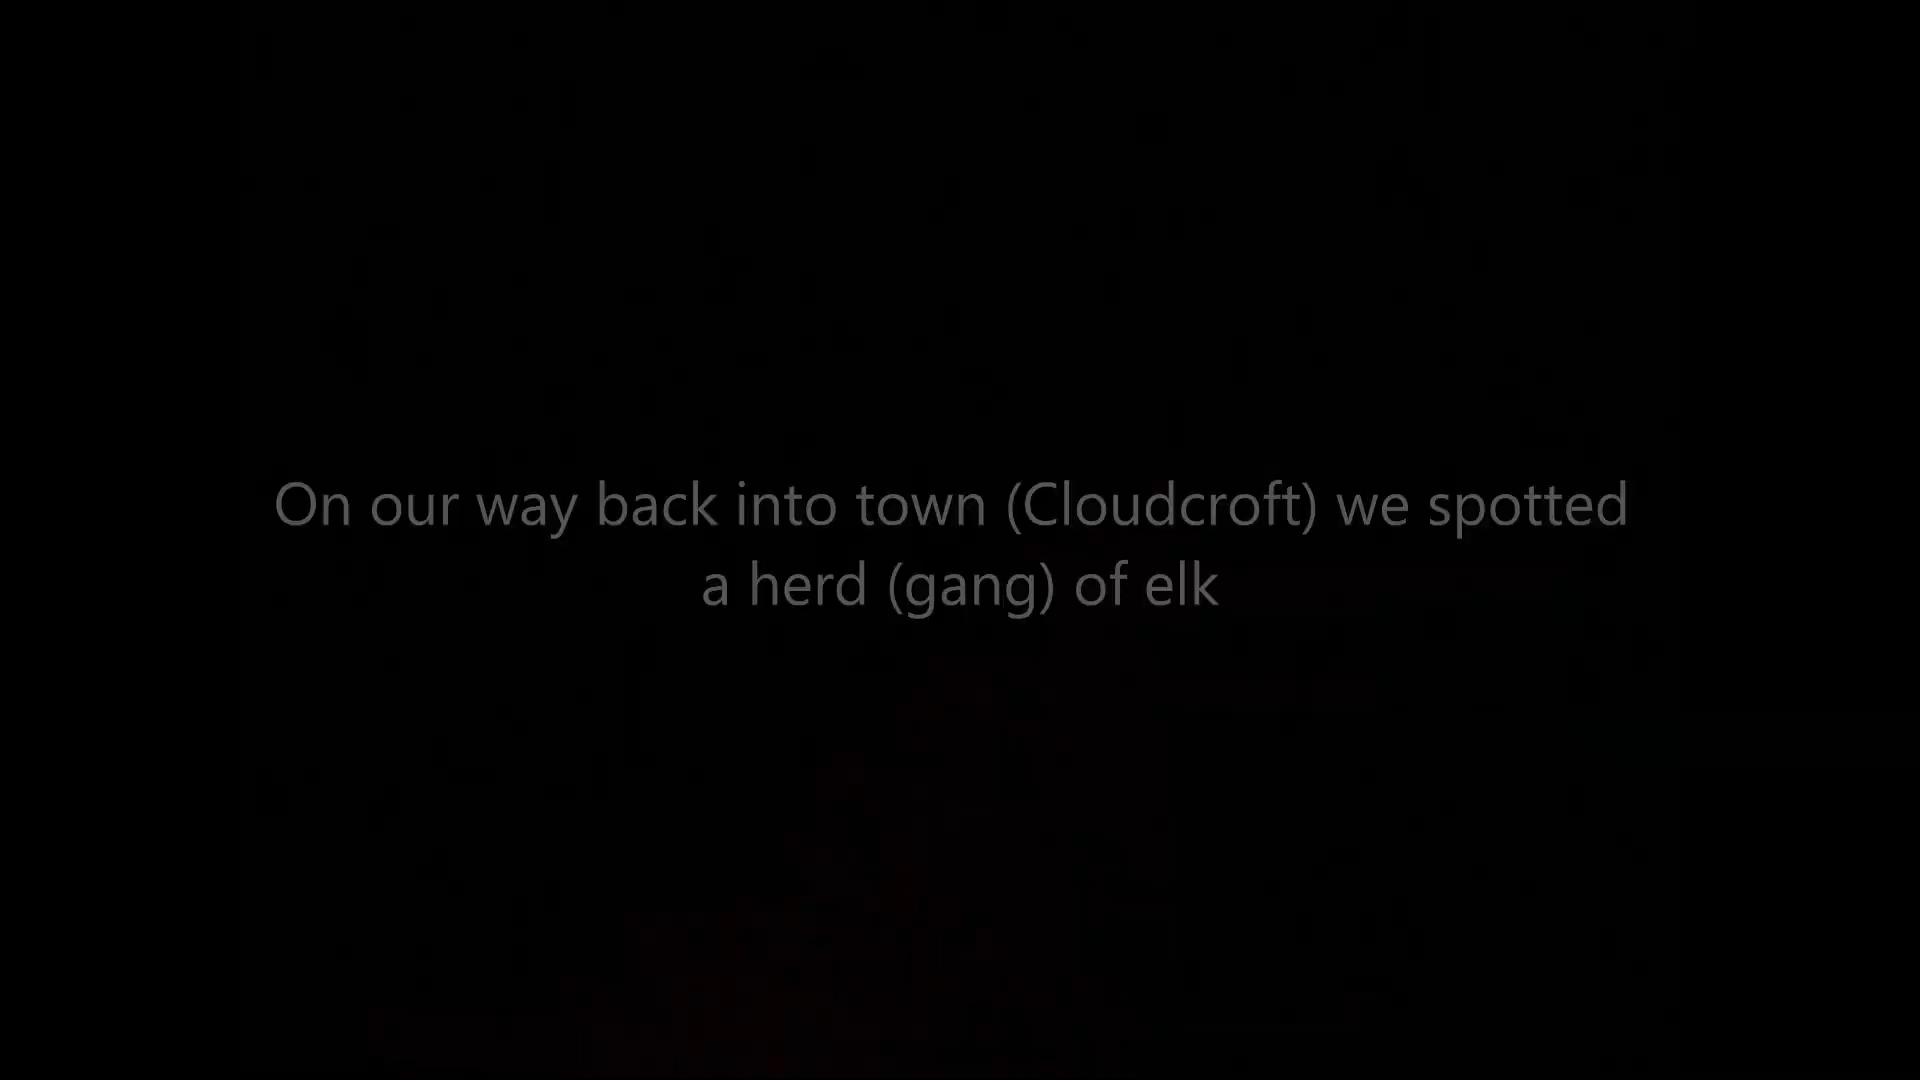 On our way back into town (Cloudcroft) we spotted
a herd (gang) of elk